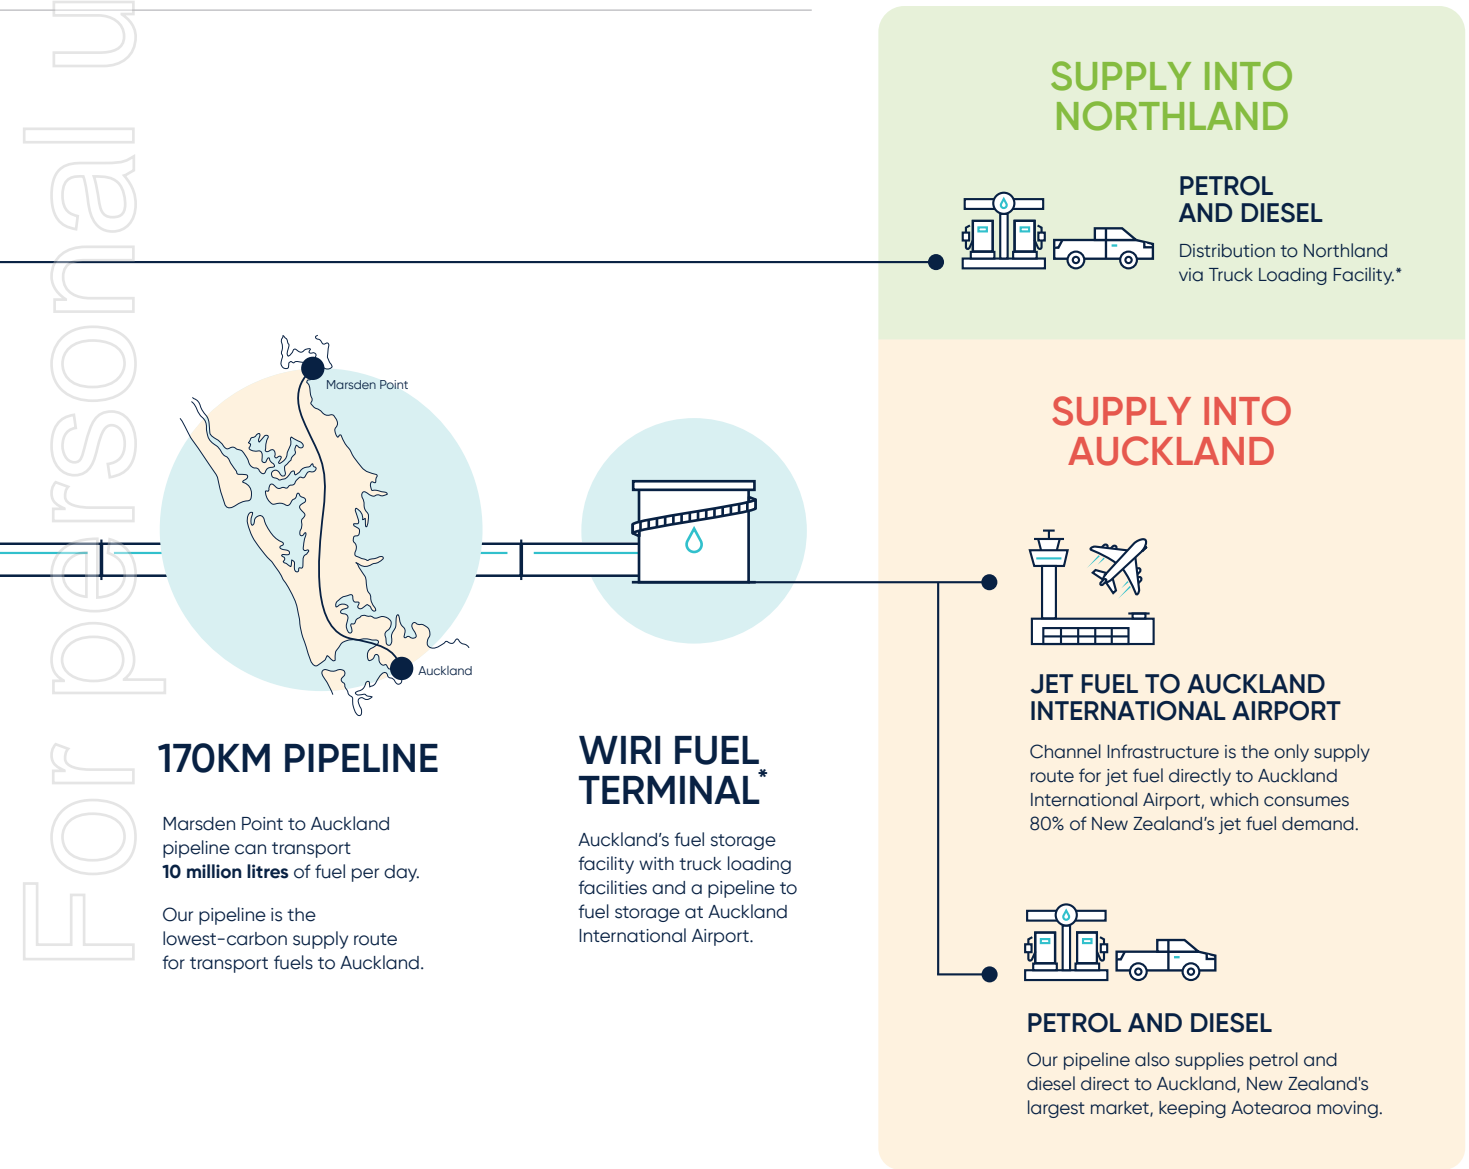 For personal u
SUPPLY INTO
NORTHLAND
PETROL
AND DIESEL
Distribution to Northland
via Truck Loading Facility.*
Marsden Point
Auckland
170KM PIPELINE
Marsden Point to Auckland
pipeline can transport
10 million litres of fuel per day.
Our pipeline is the
lowest-carbon supply route
for transport fuels to Auckland.
WIRI FUEL
TERMINAL*
Auckland's fuel storage
facility with truck loading
facilities and a pipeline to
fuel storage at Auckland
International Airport.
SUPPLY INTO
AUCKLAND
JET FUEL TO AUCKLAND
INTERNATIONAL AIRPORT
Channel Infrastructure is the only supply
route for jet fuel directly to Auckland
International Airport, which consumes
80% of New Zealand’s jet fuel demand.
PETROL AND DIESEL
Our pipeline also supplies petrol and
diesel direct to Auckland, New Zealand's
largest market, keeping Aotearoa moving.